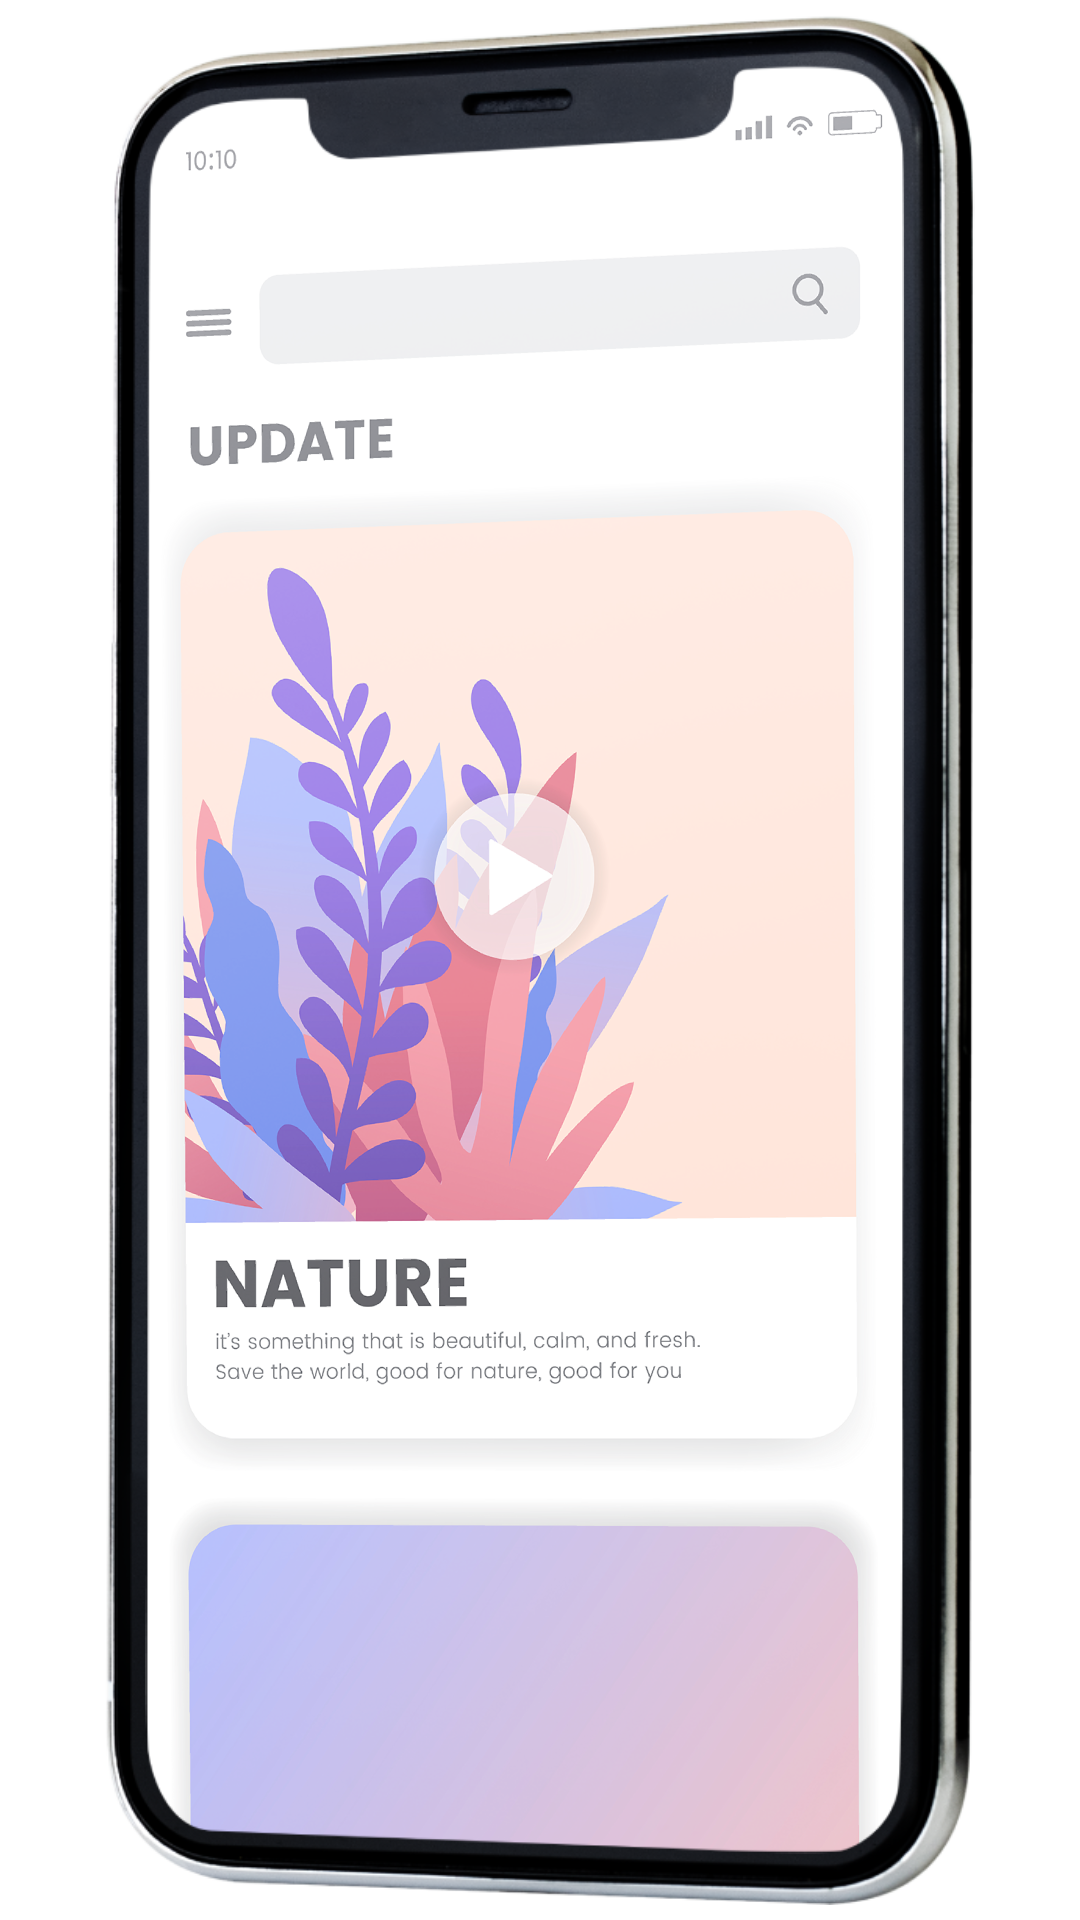 10:10
UPDATE
NATURE
it's something that is beautiful, calm, and fresh.
Save the world, good for nature, good for you